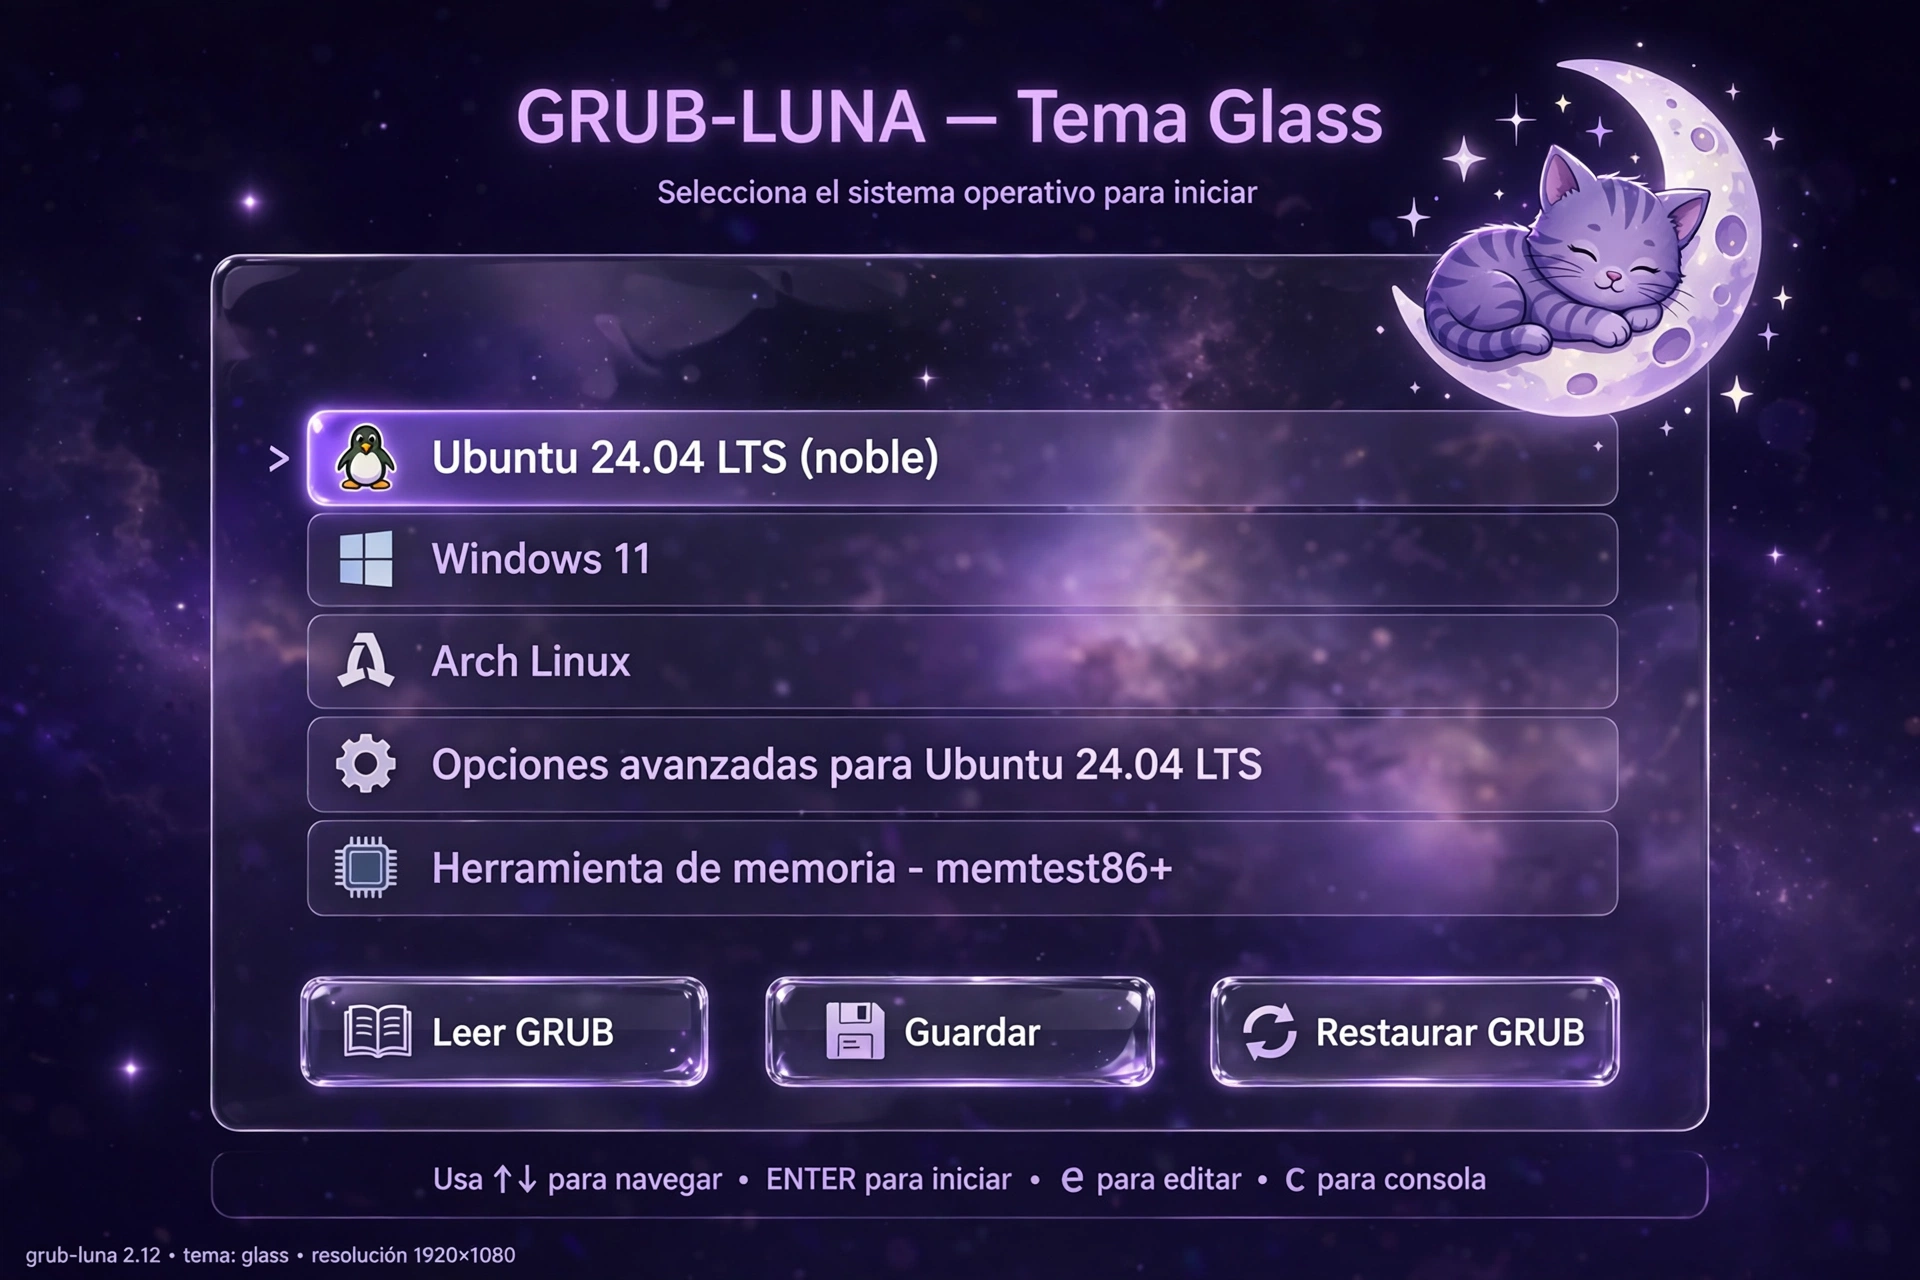 GRUB-LUNA — Tema Glass
Selecciona el sistema operativo para iniciar
> Ubuntu 24.04 LTS (noble)
Windows 11
Arch Linux
Opciones avanzadas para Ubuntu 24.04 LTS
Herramienta de memoria - memtest86+
Leer GRUB
Guardar
Restaurar GRUB
Usa ↑↓ para navegar • ENTER para iniciar • e para editar • c para consola
grub-luna 2.12 • tema: glass • resolución 1920×1080